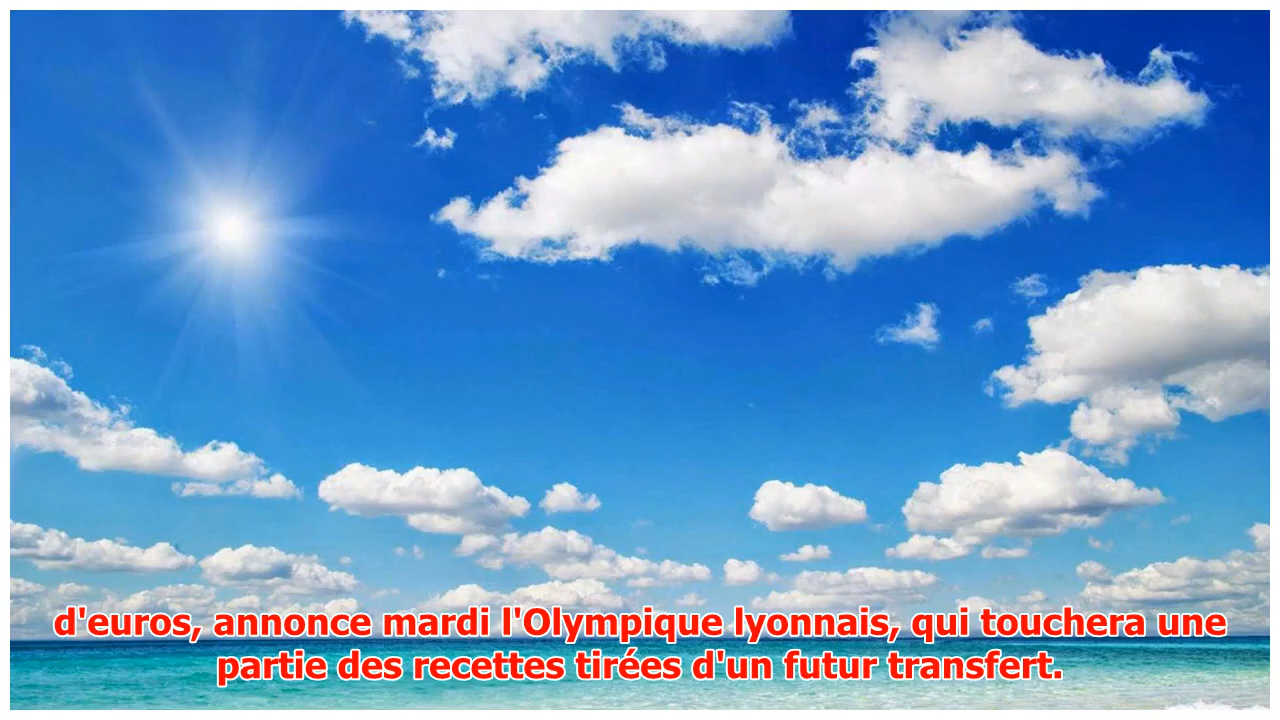 d'euros, annonce mardi l'Olympique lyonnais, qui touchera une
partie des recettes tirées d'un futur transfert.